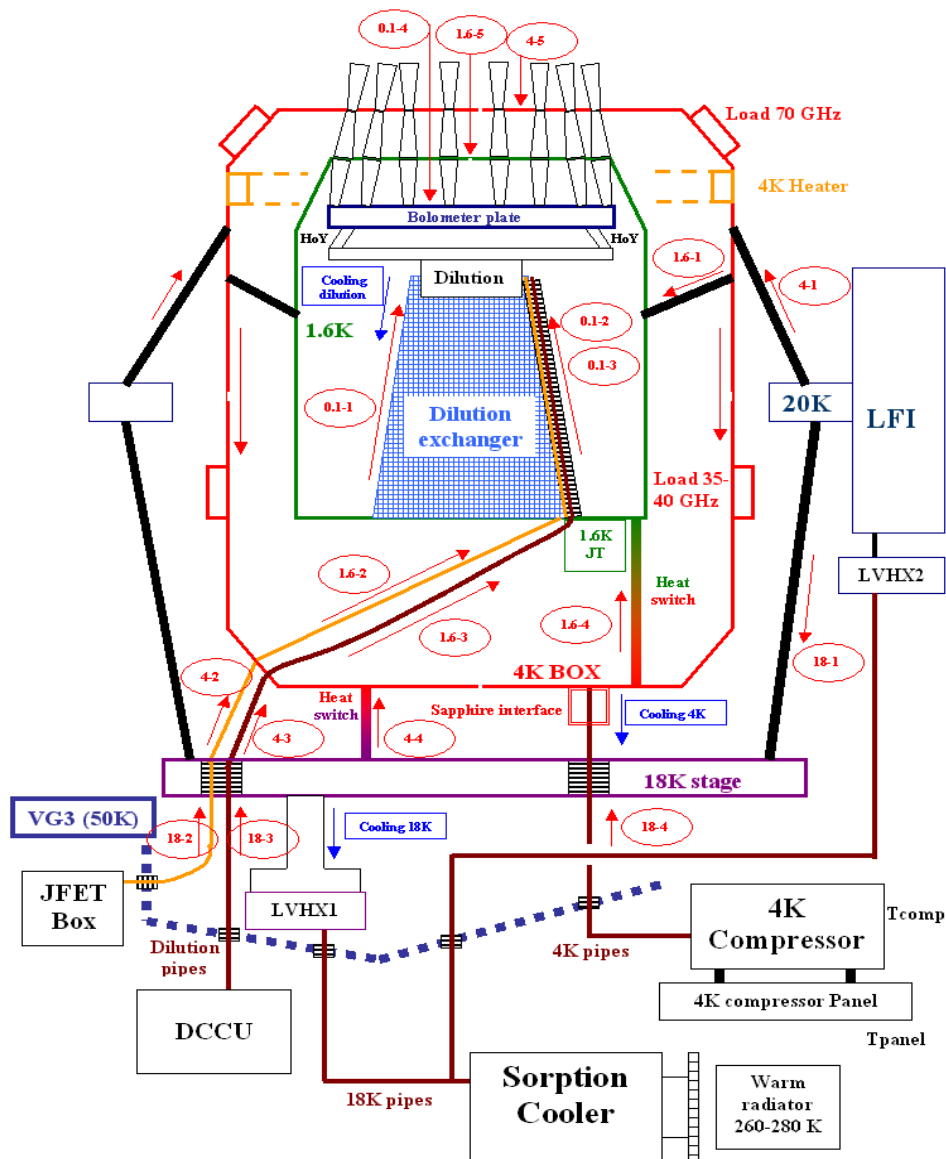 0.1-4
1.6-5
4-5
Load 70 GHz
4K Heater
Bolometer plate
HoY
HoY
1.6-1
4-1
Cooling
dilution
Dilution
1.6K
0.1-2
0.1-3
0.1-1
20K
LFI
Dilution
exchanger
Load 35-
40 GHz
1.6K
JT
1.6-2
Heat
switch
LVHX2
1.6-3
1.6-4
18-1
4-2
4K BOX
Heat
switch
Sapphire interface
Cooling 4K
4-3
4-4
18K stage
VG3 (50K)
18-2
18-3
Cooling 18K
18-4
JFET
Box
LVHX1
4K
Compressor
Tcomp
Dilution
pipes
4K pipes
4K compressor Panel
DCCU
Tpanel
Sorption
Cooler
Warm
radiator
260-280 K
18K pipes